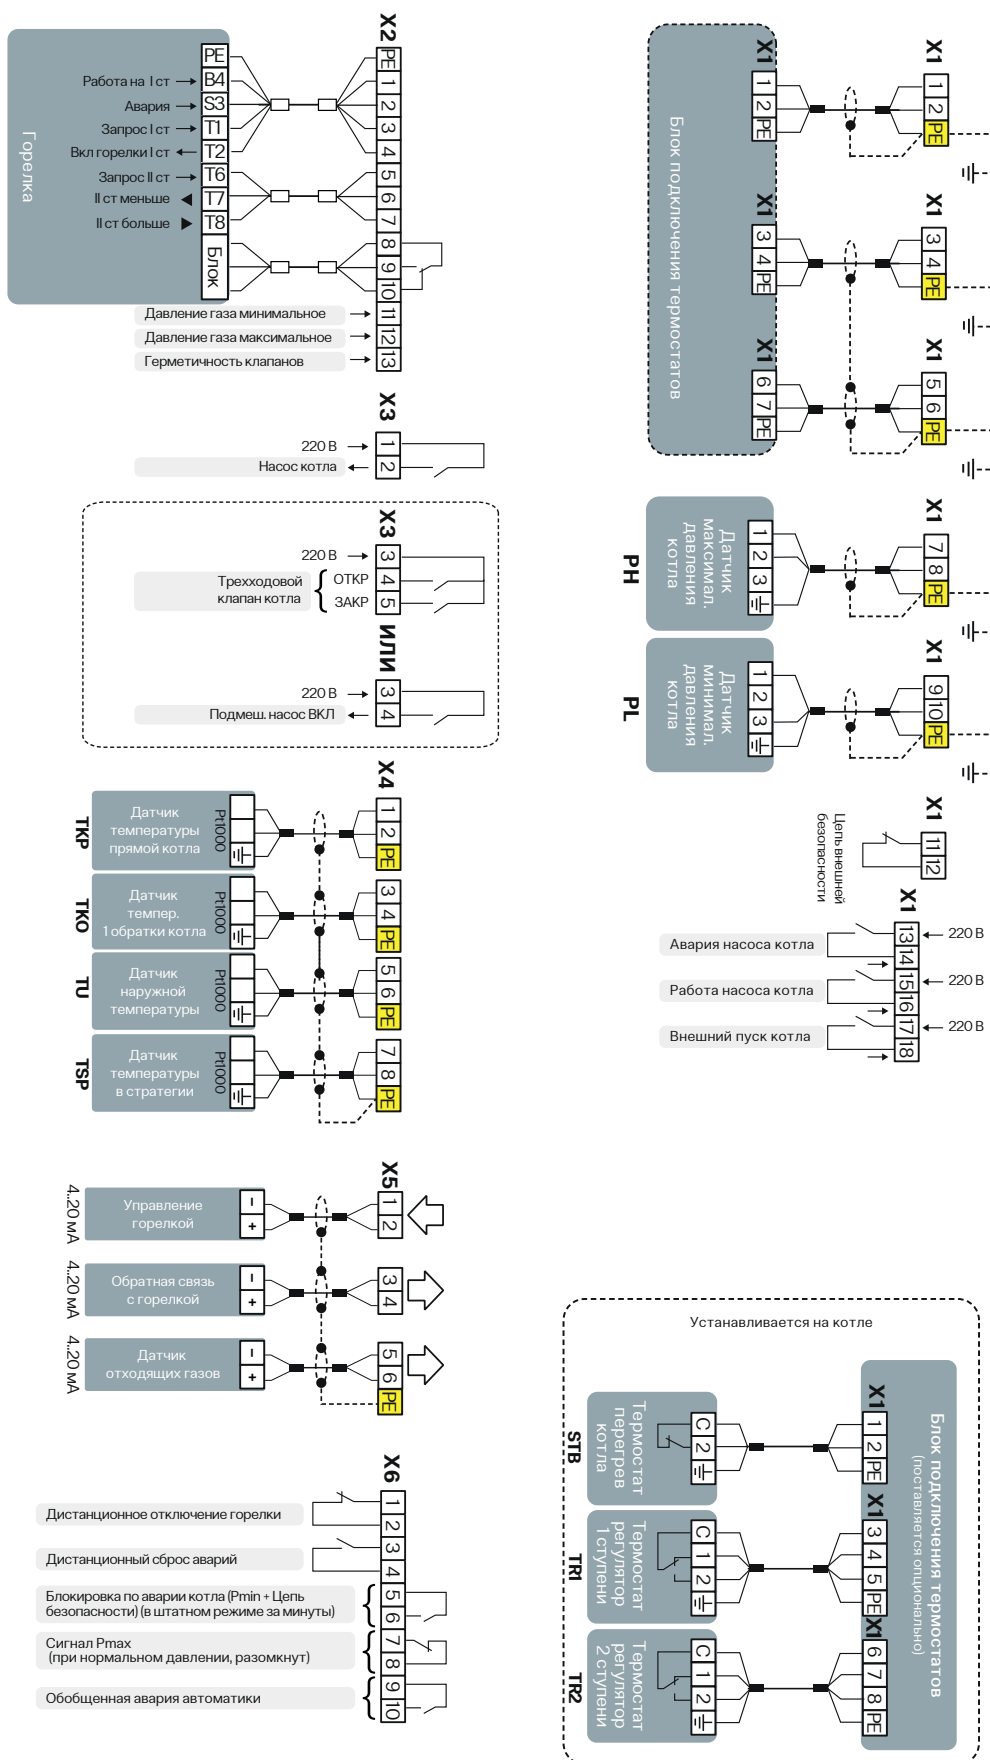 X2
Горелка
PE
Работа на I ст
B4
Авария
S3
Запрос I ст
T1
Вкл горелки I ст
T2
Запрос II ст
T6
II ст меньше
T7
II ст больше
T8
Блок
PE
1
2
3
4
5
6
7
8
9
10
11
12
13
Давление газа минимальное
Давление газа максимальное
Герметичность клапанов
X3
220 В
1
Насос котла
2
X3
220 В
3
Трехходовой
клапан котла
ОТКР
4
ЗАКР
5
ИЛИ
220 В
3
Подмеш. насос ВКЛ
4
X4
TKP
Датчик
температуры
прямой котла
Pt1000
1
2
PE
TKO
Датчик
темпер.
1 обратки котла
Pt1000
3
4
PE
TU
Датчик
наружной
температуры
Pt1000
5
6
PE
TSP
Датчик
температуры
в стратегии
Pt1000
7
8
PE
X5
4..20 мА
Управление
горелкой
–
+
1
2
4..20 мА
Обратная связь
с горелкой
–
+
3
4
4..20 мА
Датчик
отходящих газов
–
+
5
6
PE
X6
Дистанционное отключение горелки
1
2
Дистанционный сброс аварий
3
4
Блокировка по аварии котла (Pmin + Цепь
безопасности) (в штатном режиме за минуты)
5
6
Сигнал Pmax
(при нормальном давлении, разомкнут)
7
8
Обобщенная авария автоматики
9
10
Блок подключения термостатов
X1
1
2
PE
X1
1
2
PE
X1
3
4
PE
X1
3
4
PE
X1
6
7
PE
X1
5
6
PE
PH
Датчик
максимал.
давления
котла
1
2
3
X1
7
8
PE
PL
Датчик
минимал.
давления
котла
1
2
3
X1
9
10
PE
X1
Цепь внешней
безопасности
11
12
X1
Авария насоса котла
13
220 В
14
Работа насоса котла
15
220 В
16
Внешний пуск котла
17
220 В
18
Устанавливается на котле
Блок подключения термостатов
(поставляется опционально)
STB
Термостат
перегрев
котла
C
2
X1
1
2
PE
TR1
Термостат
регулятор
1 ступени
C
1
2
X1
3
4
5
PE
TR2
Термостат
регулятор
2 ступени
C
1
2
X1
6
7
8
PE